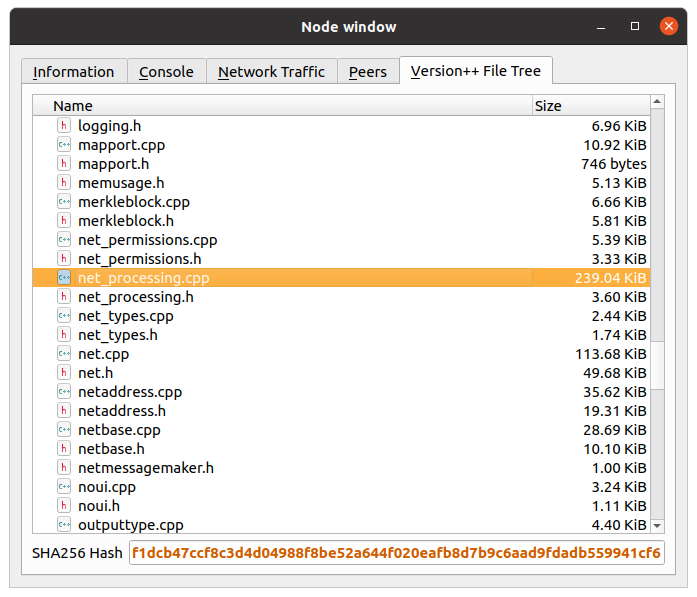 Node window
Information Console Network Traffic Peers Version++ File Tree
Name Size
logging.h 6.96 KiB
mapport.cpp 10.92 KiB
mapport.h 746 bytes
memusage.h 5.13 KiB
merkleblock.cpp 6.66 KiB
merkleblock.h 5.81 KiB
net_permissions.cpp 5.39 KiB
net_permissions.h 3.33 KiB
net_processing.cpp 239.04 KiB
net_processing.h 3.60 KiB
net_types.cpp 2.44 KiB
net_types.h 1.74 KiB
net.cpp 113.68 KiB
net.h 49.68 KiB
netaddress.cpp 35.62 KiB
netaddress.h 19.31 KiB
netbase.cpp 28.69 KiB
netbase.h 10.10 KiB
netmessagemaker.h 1.00 KiB
noui.cpp 3.24 KiB
noui.h 1.11 KiB
outputtype.cpp 4.40 KiB
SHA256 Hash f1dcb47ccf8c3d4d04988f8be52a644f020eafb8d7b9c6aad9fdadb559941cf6